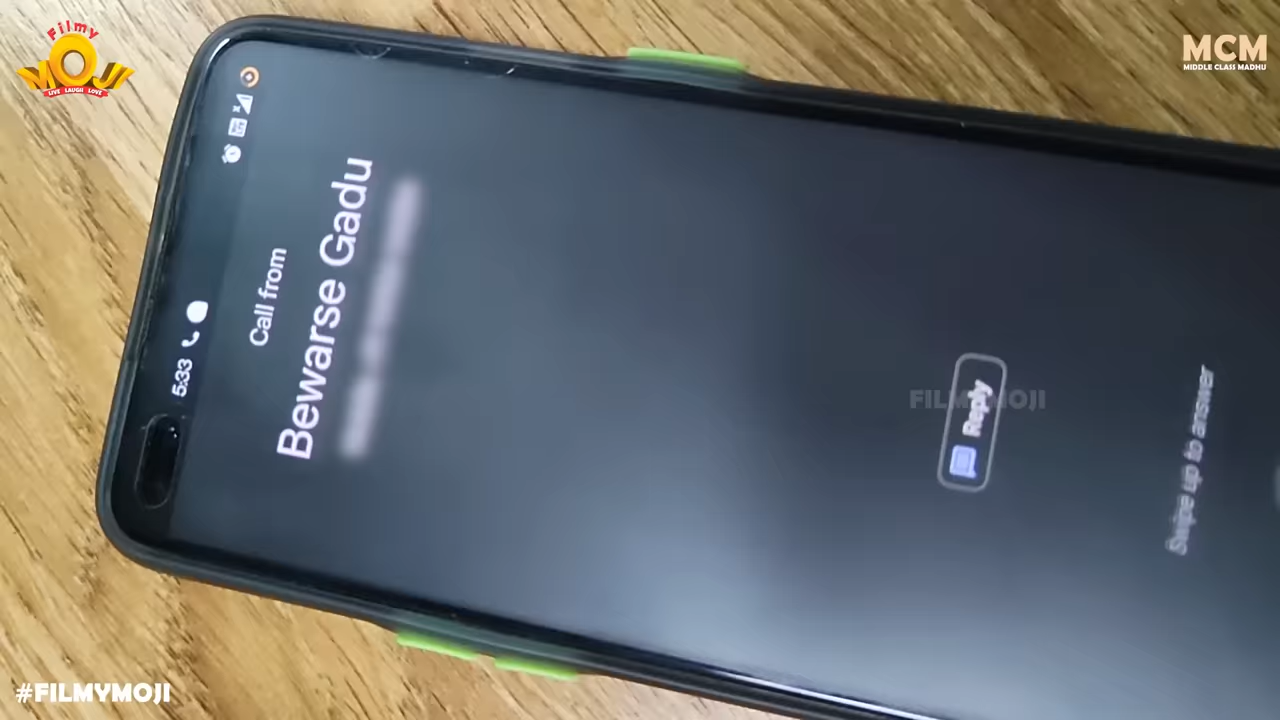 Filmy
MOJI
LIVE LAUGH LOVE
MCM
MIDDLE CLASS MADHU
5:33
Call from
Bewarse Gadu
FILMYMOJI
Reply
Swipe up to answer
#FILMYMOJI